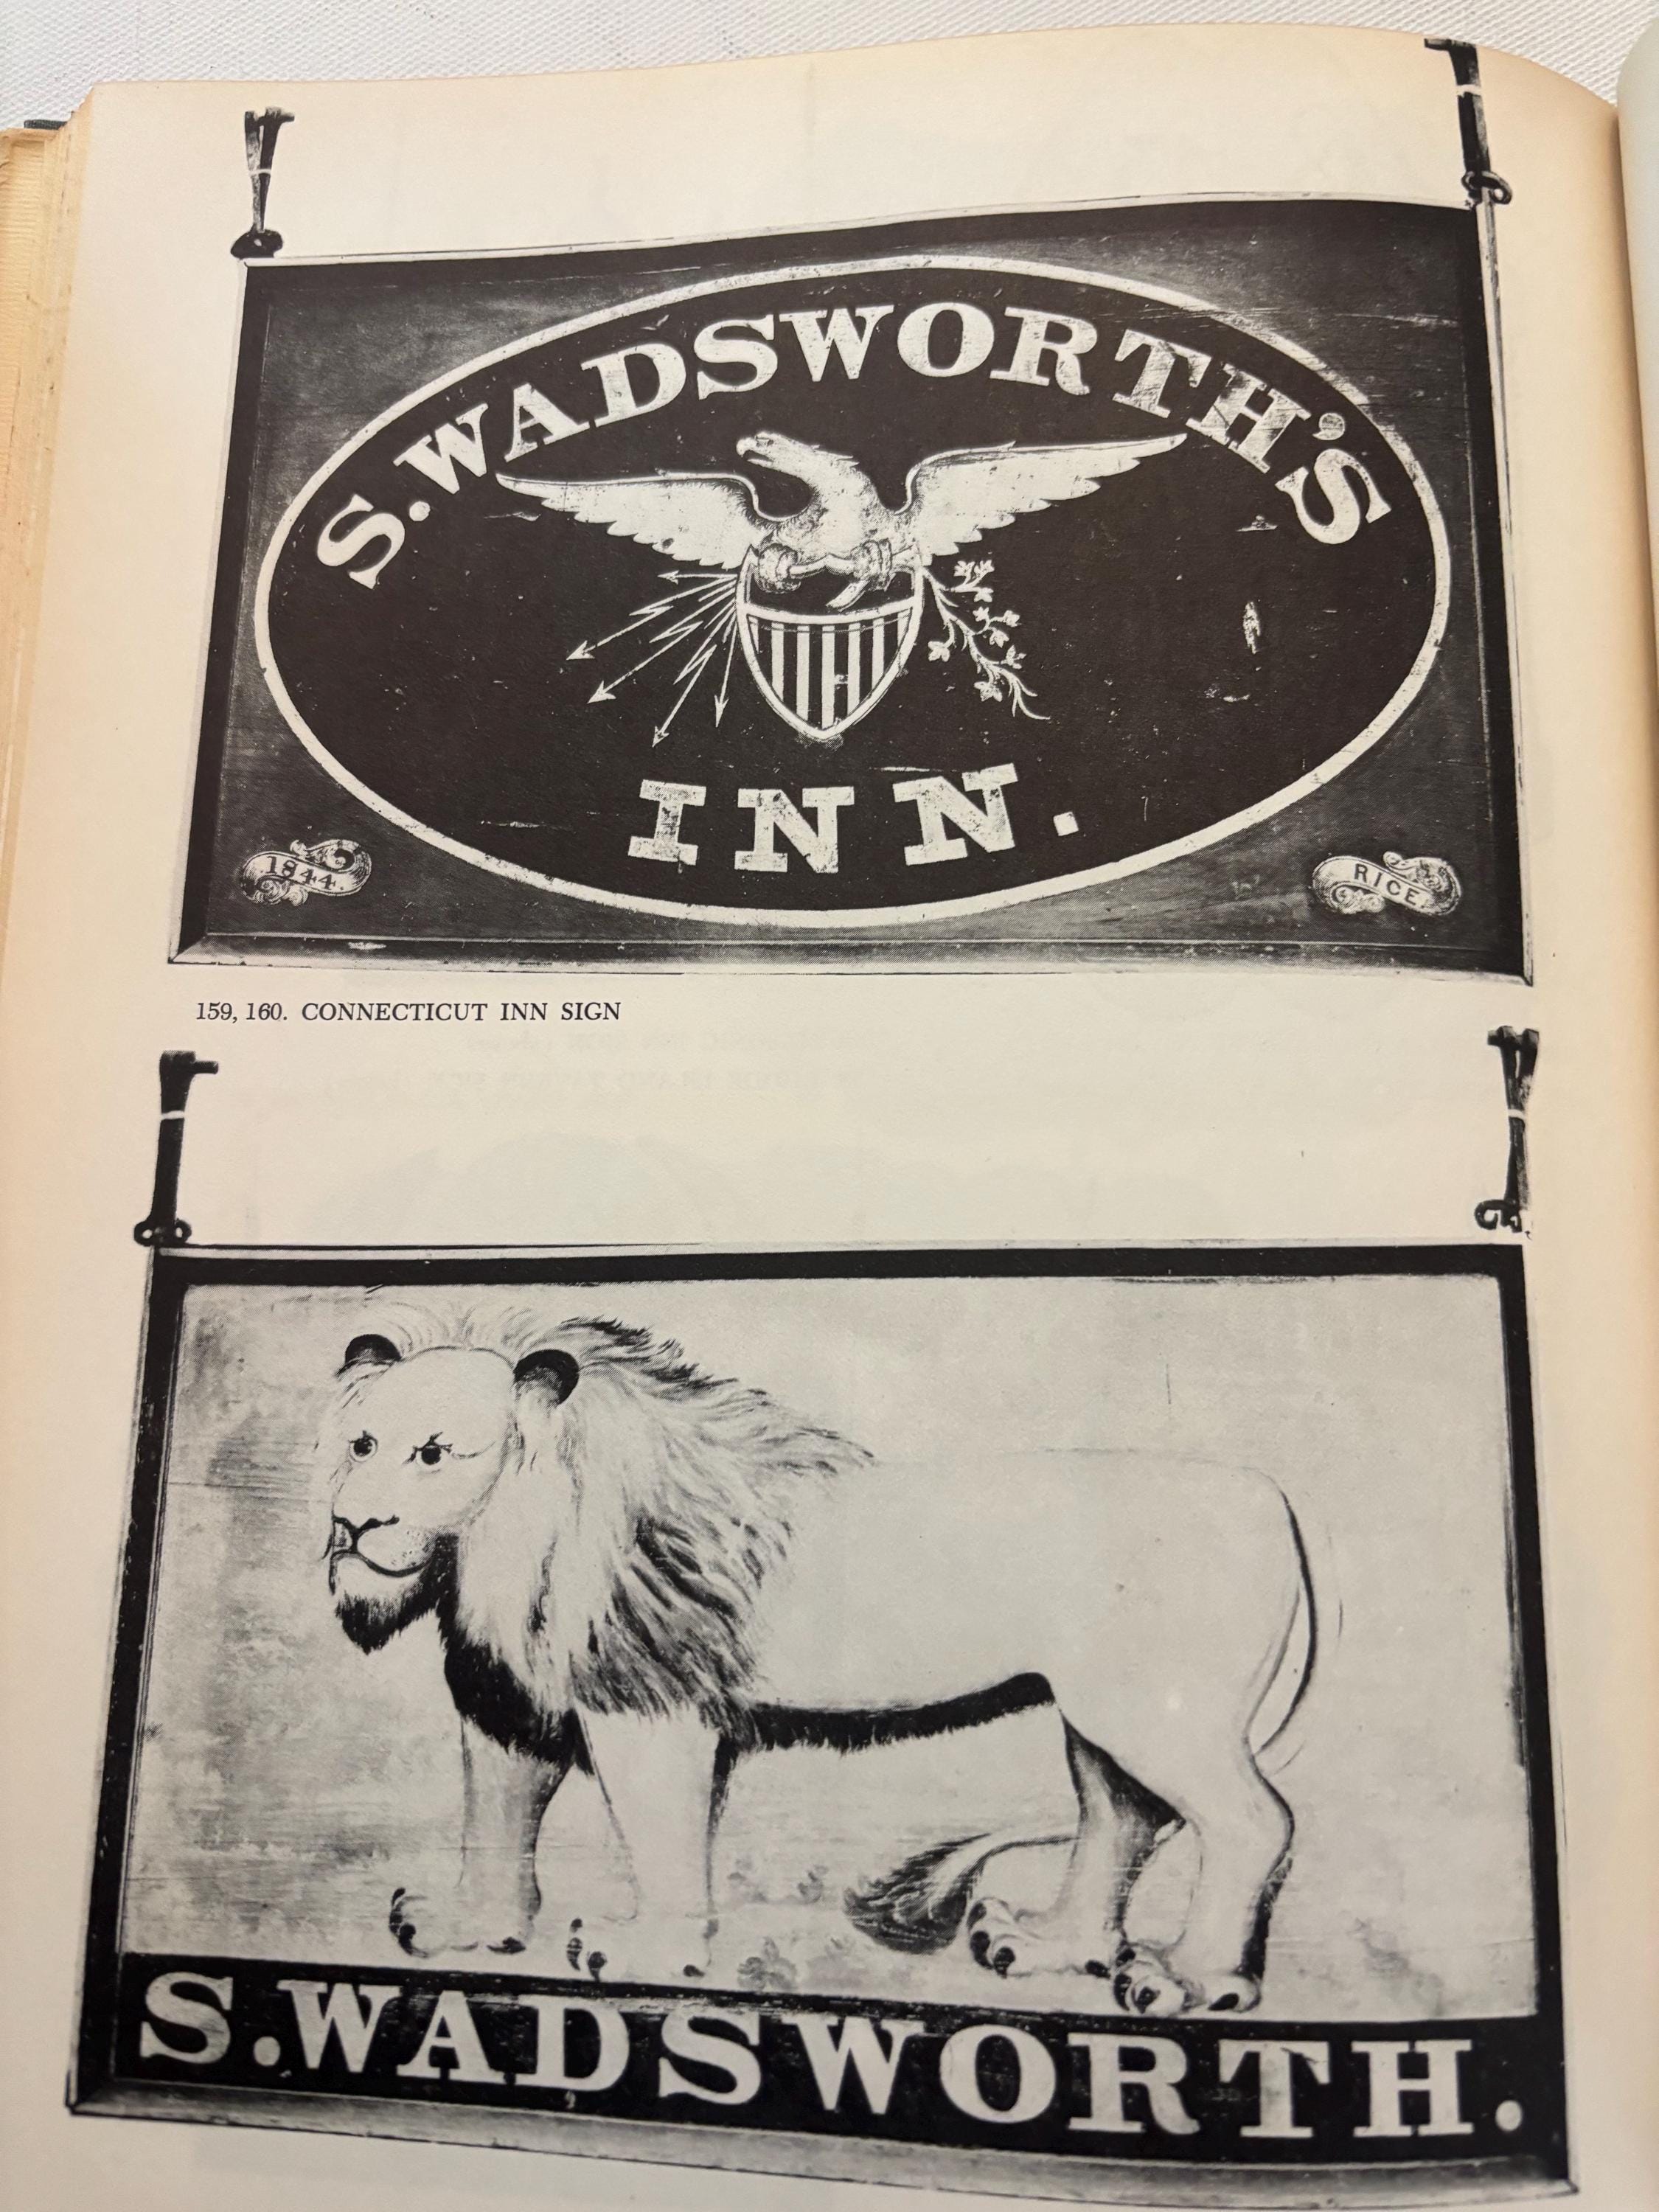 S. WADSWORTH'S
INN.
1844.
RICE
159, 160. CONNECTICUT INN SIGN
S. WADSWORTH.